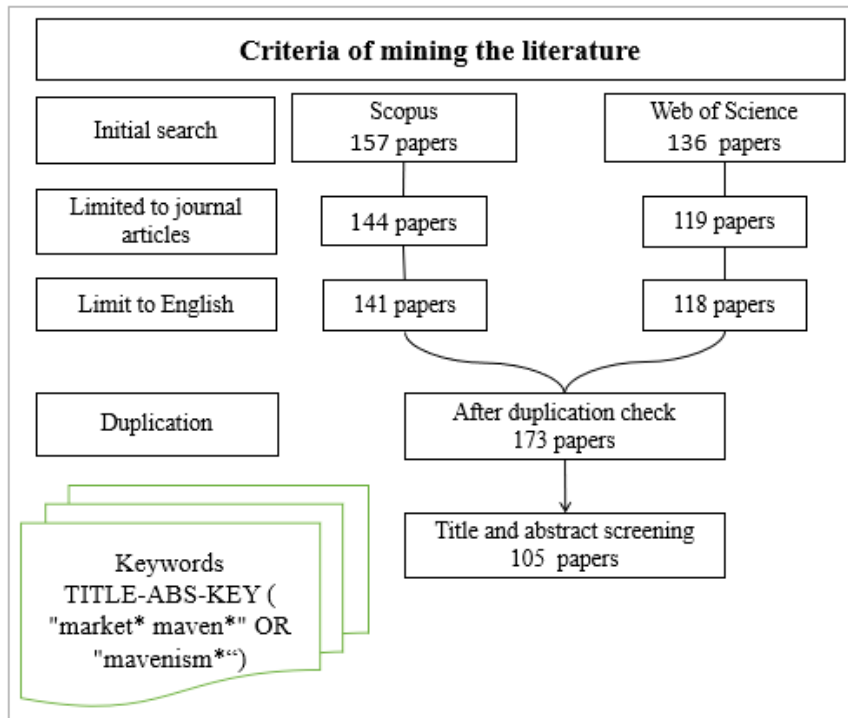 Criteria of mining the literature
Initial search
Scopus
157 papers
Web of Science
136 papers
Limited to journal
articles
144 papers
119 papers
Limit to English
141 papers
118 papers
Duplication
After duplication check
173 papers
Title and abstract screening
105 papers
Keywords
TITLE-ABS-KEY (
"market* maven*" OR
"mavenism*“)